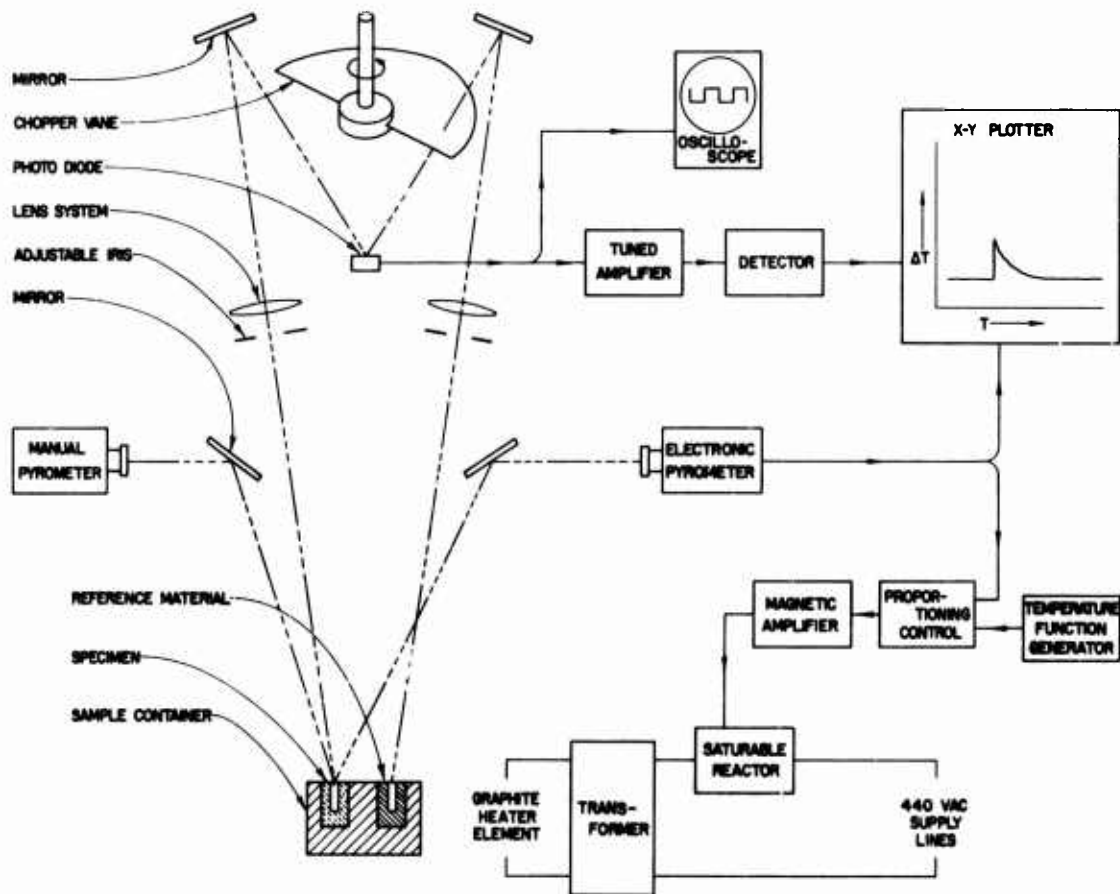 MIRROR
CHOPPER VANE
PHOTO DIODE
LENS SYSTEM
ADJUSTABLE IRIS
MIRROR
OSCILLO-
SCOPE
X-Y PLOTTER
ΔT
T
TUNED
AMPLIFIER
DETECTOR
MANUAL
PYROMETER
ELECTRONIC
PYROMETER
REFERENCE MATERIAL
SPECIMEN
SAMPLE CONTAINER
MAGNETIC
AMPLIFIER
PROPOR-
TIONING
CONTROL
TEMPERATURE
FUNCTION
GENERATOR
SATURABLE
REACTOR
GRAPHITE
HEATER
ELEMENT
TRANS-
FORMER
440 VAC
SUPPLY
LINES